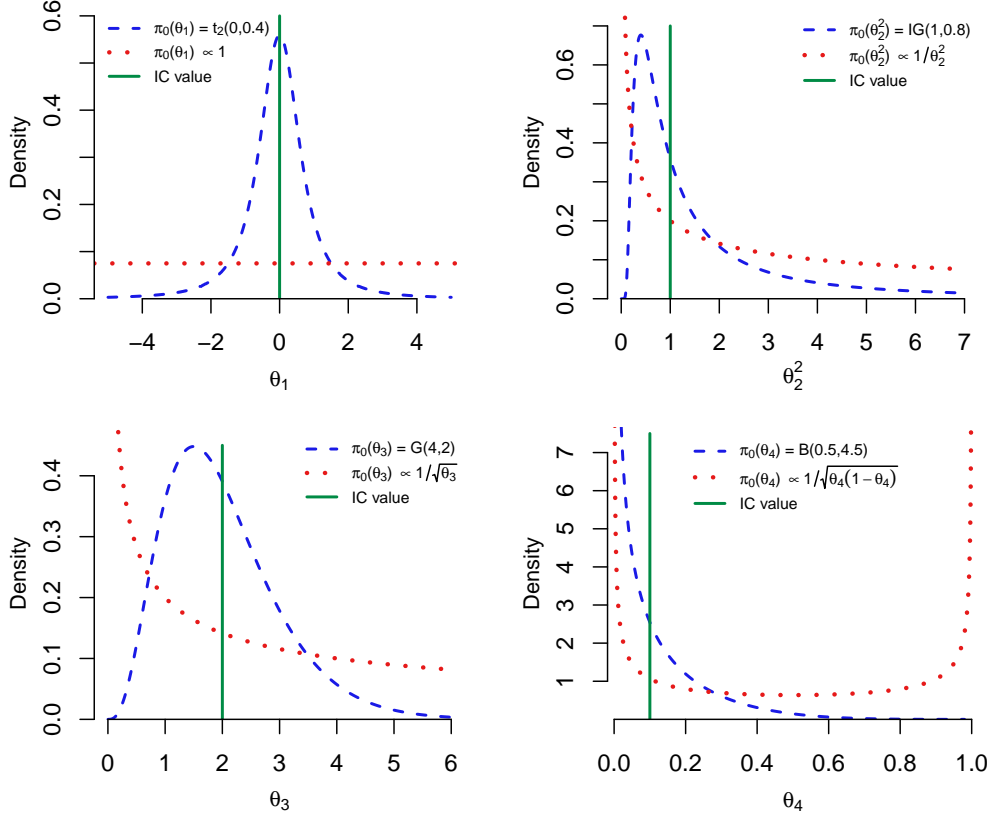 π₀(θ₁) = t₂(0,0.4)
π₀(θ₁) ∝ 1
IC value
Density
0.0 0.2 0.4 0.6
−4 −2 0 2 4
θ₁
π₀(θ₂²) = IG(1,0.8)
π₀(θ₂²) ∝ 1/θ₂²
IC value
Density
0.0 0.2 0.4 0.6
0 1 2 3 4 5 6 7
θ₂²
π₀(θ₃) = G(4,2)
π₀(θ₃) ∝ 1/√θ₃
IC value
Density
0.0 0.1 0.2 0.3 0.4
0 1 2 3 4 5 6
θ₃
π₀(θ₄) = B(0.5,4.5)
π₀(θ₄) ∝ 1/√θ₄(1−θ₄)
IC value
Density
1 2 3 4 5 6 7
0.0 0.2 0.4 0.6 0.8 1.0
θ₄